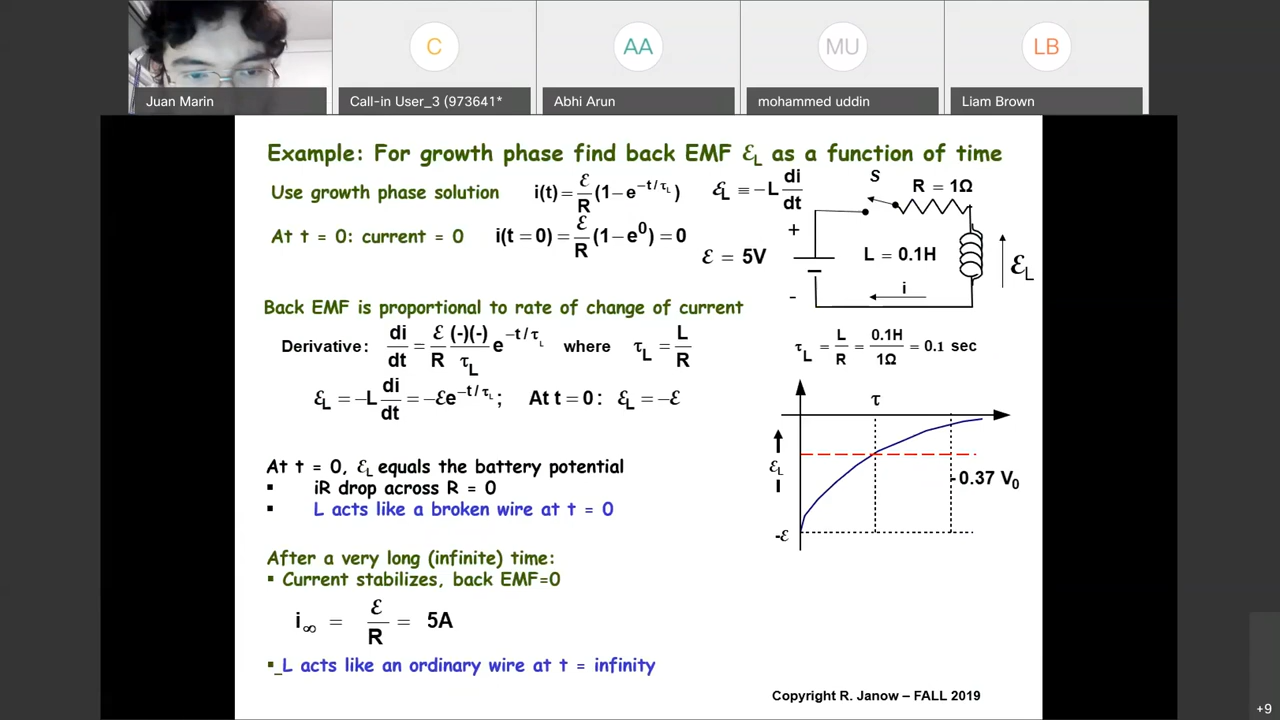 C
AA
MU
LB
Juan Marin
Call-in User_3 (973641*
Abhi Arun
mohammed uddin
Liam Brown
Example: For growth phase find back EMF ℰL as a function of time
Use growth phase solution i(t) = ℰ/R (1 − e^(−t/τL)) ℰL ≡ −L di/dt
At t = 0: current = 0 i(t = 0) = ℰ/R (1 − e^0) = 0
ℰ = 5V
S
R = 1Ω
+
L = 0.1H
ℰL
-
i
Back EMF is proportional to rate of change of current
Derivative: di/dt = ℰ/R (-)(-)/τL e^(−t/τL) where τL = L/R
τL = L/R = 0.1H/1Ω = 0.1 sec
ℰL = −L di/dt = −ℰe^(−t/τL); At t = 0: ℰL = −ℰ
τ
ℰL
-0.37 V0
-ℰ
At t = 0, ℰL equals the battery potential
▪ iR drop across R = 0
▪ L acts like a broken wire at t = 0
After a very long (infinite) time:
▪ Current stabilizes, back EMF=0
i∞ = ℰ/R = 5A
▪ L acts like an ordinary wire at t = infinity
Copyright R. Janow – FALL 2019
+9